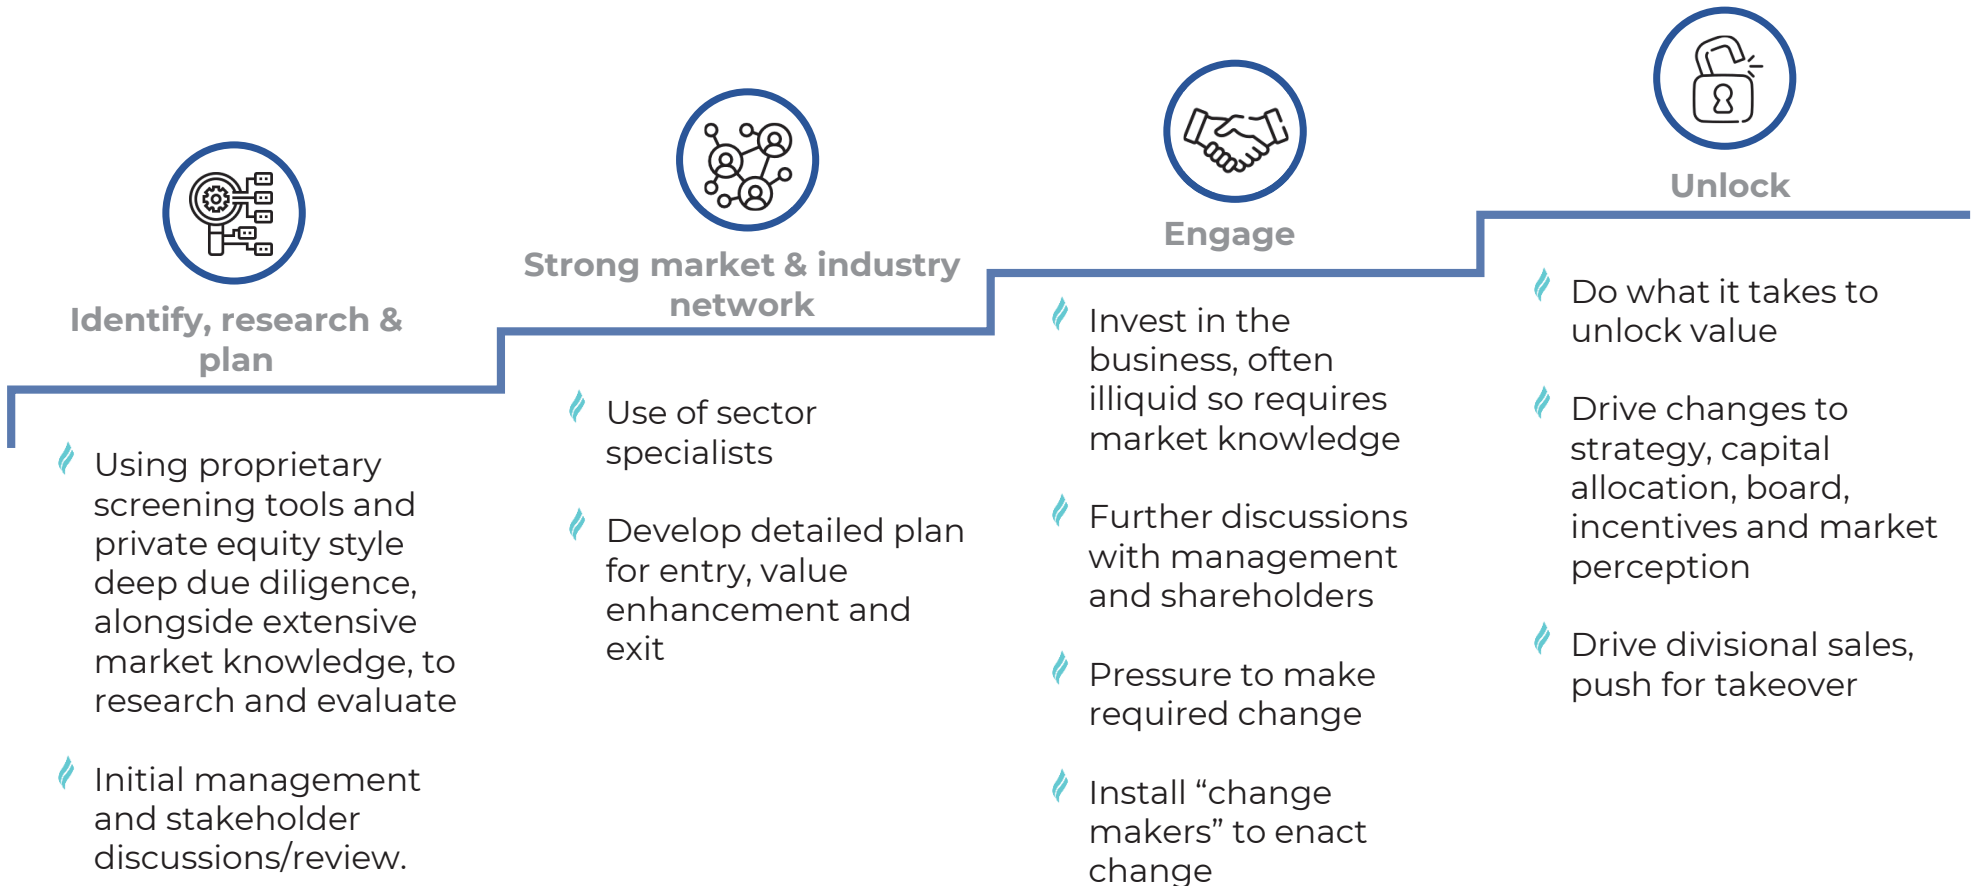 Identify, research &
plan
Using proprietary
screening tools and
private equity style
deep due diligence,
alongside extensive
market knowledge, to
research and evaluate
Initial management
and stakeholder
discussions/review.
Strong market & industry
network
Use of sector
specialists
Develop detailed plan
for entry, value
enhancement and
exit
Engage
Invest in the
business, often
illiquid so requires
market knowledge
Further discussions
with management
and shareholders
Pressure to make
required change
Install “change
makers” to enact
change
Unlock
Do what it takes to
unlock value
Drive changes to
strategy, capital
allocation, board,
incentives and market
perception
Drive divisional sales,
push for takeover